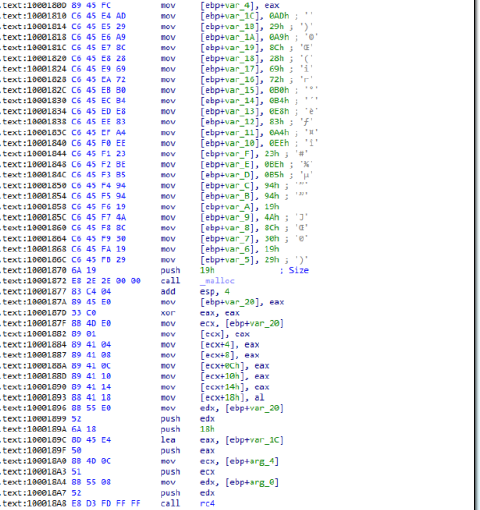 .text:1000180D 89 45 FC mov [ebp+var_4], eax
.text:10001810 C6 45 E4 AD mov [ebp+var_1C], 0ADh ; '
.text:10001814 C6 45 E5 29 mov [ebp+var_1B], 29h ; ')'
.text:10001818 C6 45 E6 A9 mov [ebp+var_1A], 0A9h ; '©'
.text:1000181C C6 45 E7 8C mov [ebp+var_19], 8Ch ; 'Œ'
.text:10001820 C6 45 E8 28 mov [ebp+var_18], 28h ; '('
.text:10001824 C6 45 E9 69 mov [ebp+var_17], 69h ; 'i'
.text:10001828 C6 45 EA 72 mov [ebp+var_16], 72h ; 'r'
.text:1000182C C6 45 EB B0 mov [ebp+var_15], 0B0h ; '°'
.text:10001830 C6 45 EC B4 mov [ebp+var_14], 0B4h ; '´'
.text:10001834 C6 45 ED E8 mov [ebp+var_13], 0E8h ; 'è'
.text:10001838 C6 45 EE 83 mov [ebp+var_12], 83h ; 'ƒ'
.text:1000183C C6 45 EF A4 mov [ebp+var_11], 0A4h ; '¤'
.text:10001840 C6 45 F0 EE mov [ebp+var_10], 0EEh ; 'î'
.text:10001844 C6 45 F1 23 mov [ebp+var_F], 23h ; '#'
.text:10001848 C6 45 F2 BE mov [ebp+var_E], 0BEh ; '¾'
.text:1000184C C6 45 F3 B5 mov [ebp+var_D], 0B5h ; 'µ'
.text:10001850 C6 45 F4 94 mov [ebp+var_C], 94h ; '”'
.text:10001854 C6 45 F5 94 mov [ebp+var_B], 94h ; '”'
.text:10001858 C6 45 F6 19 mov [ebp+var_A], 19h
.text:1000185C C6 45 F7 4A mov [ebp+var_9], 4Ah ; 'J'
.text:10001860 C6 45 F8 8C mov [ebp+var_8], 8Ch ; 'Œ'
.text:10001864 C6 45 F9 30 mov [ebp+var_7], 30h ; '0'
.text:10001868 C6 45 FA 19 mov [ebp+var_6], 19h
.text:1000186C C6 45 FB 29 mov [ebp+var_5], 29h ; ')'
.text:10001870 6A 19 push 19h ; Size
.text:10001872 E8 2E 2E 00 00 call _malloc
.text:10001877 83 C4 04 add esp, 4
.text:1000187A 89 45 E0 mov [ebp+var_20], eax
.text:1000187D 33 C0 xor eax, eax
.text:1000187F 8B 4D E0 mov ecx, [ebp+var_20]
.text:10001882 89 01 mov [ecx], eax
.text:10001884 89 41 04 mov [ecx+4], eax
.text:10001887 89 41 08 mov [ecx+8], eax
.text:1000188A 89 41 0C mov [ecx+0Ch], eax
.text:1000188D 89 41 10 mov [ecx+10h], eax
.text:10001890 89 41 14 mov [ecx+14h], eax
.text:10001893 88 41 18 mov [ecx+18h], al
.text:10001896 8B 55 E0 mov edx, [ebp+var_20]
.text:10001899 52 push edx
.text:1000189A 6A 18 push 18h
.text:1000189C 8D 45 E4 lea eax, [ebp+var_1C]
.text:1000189F 50 push eax
.text:100018A0 8B 4D 0C mov ecx, [ebp+arg_4]
.text:100018A3 51 push ecx
.text:100018A4 8B 55 08 mov edx, [ebp+arg_0]
.text:100018A7 52 push edx
.text:100018A8 E8 D3 FD FF FF call rc4